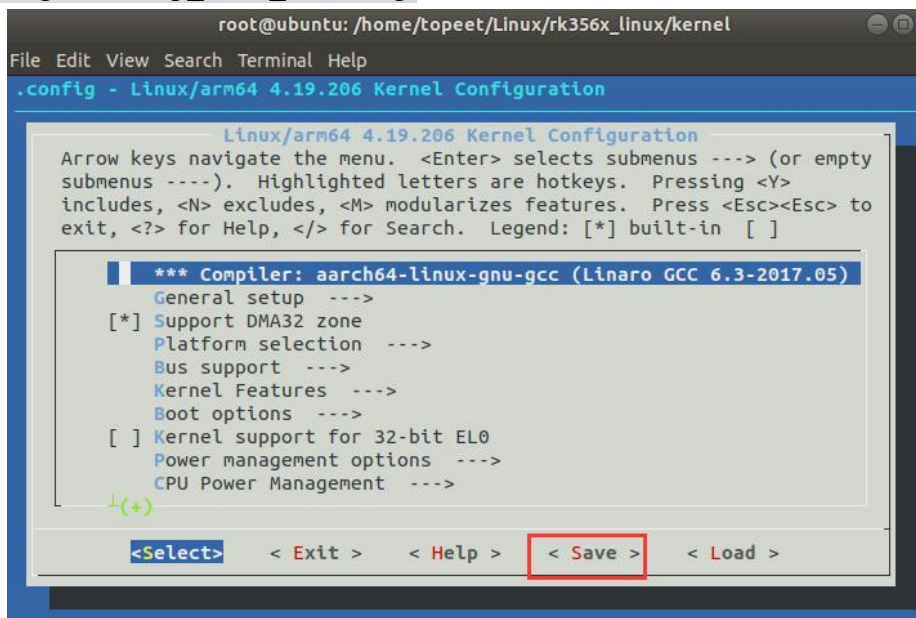 root@ubuntu: /home/topeet/Linux/rk356x_linux/kernel
File Edit View Search Terminal Help
.config - Linux/arm64 4.19.206 Kernel Configuration
Linux/arm64 4.19.206 Kernel Configuration
Arrow keys navigate the menu. <Enter> selects submenus ---> (or empty
submenus ----). Highlighted letters are hotkeys. Pressing <Y>
includes, <N> excludes, <M> modularizes features. Press <Esc><Esc> to
exit, <?> for Help, </> for Search. Legend: [*] built-in [ ]
*** Compiler: aarch64-linux-gnu-gcc (Linaro GCC 6.3-2017.05)
General setup --->
[*] Support DMA32 zone
Platform selection --->
Bus support --->
Kernel Features --->
Boot options --->
[ ] Kernel support for 32-bit EL0
Power management options --->
CPU Power Management --->
┴(+)
<Select> < Exit > < Help > < Save > < Load >